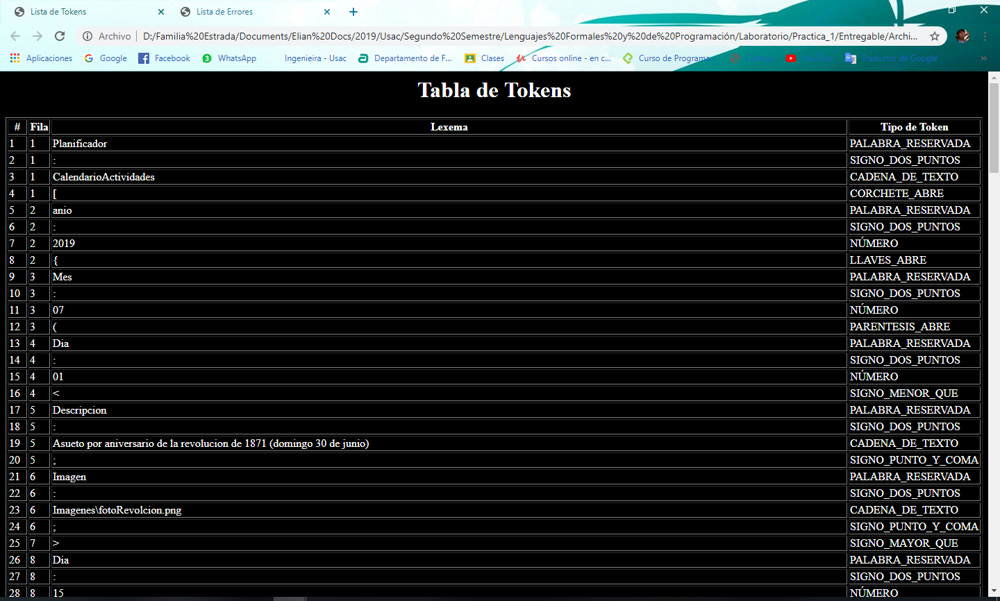 Lista de Tokens
Lista de Errores
Archivo D:/Familia%20Estrada/Documents/Elian%20Docs/2019/Usac/Segundo%20Semestre/Lenguajes%20Formales%20y%20de%20Programación/Laboratorio/Practica_1/Entregable/Archi...
Aplicaciones Google Facebook WhatsApp Ingenieira - Usac Departamento de F... Clases Cursos online - en c... Curso de Programa... YouTube Traductor de Google »
Tabla de Tokens
# Fila Lexema Tipo de Token
1 1 Planificador PALABRA_RESERVADA
2 1 : SIGNO_DOS_PUNTOS
3 1 CalendarioActividades CADENA_DE_TEXTO
4 1 [ CORCHETE_ABRE
5 2 anio PALABRA_RESERVADA
6 2 : SIGNO_DOS_PUNTOS
7 2 2019 NÚMERO
8 2 { LLAVES_ABRE
9 3 Mes PALABRA_RESERVADA
10 3 : SIGNO_DOS_PUNTOS
11 3 07 NÚMERO
12 3 ( PARENTESIS_ABRE
13 4 Dia PALABRA_RESERVADA
14 4 : SIGNO_DOS_PUNTOS
15 4 01 NÚMERO
16 4 < SIGNO_MENOR_QUE
17 5 Descripcion PALABRA_RESERVADA
18 5 : SIGNO_DOS_PUNTOS
19 5 Asueto por aniversario de la revolucion de 1871 (domingo 30 de junio) CADENA_DE_TEXTO
20 5 ; SIGNO_PUNTO_Y_COMA
21 6 Imagen PALABRA_RESERVADA
22 6 : SIGNO_DOS_PUNTOS
23 6 Imagenes\fotoRevolcion.png CADENA_DE_TEXTO
24 6 ; SIGNO_PUNTO_Y_COMA
25 7 > SIGNO_MAYOR_QUE
26 8 Dia PALABRA_RESERVADA
27 8 : SIGNO_DOS_PUNTOS
28 8 15 NÚMERO